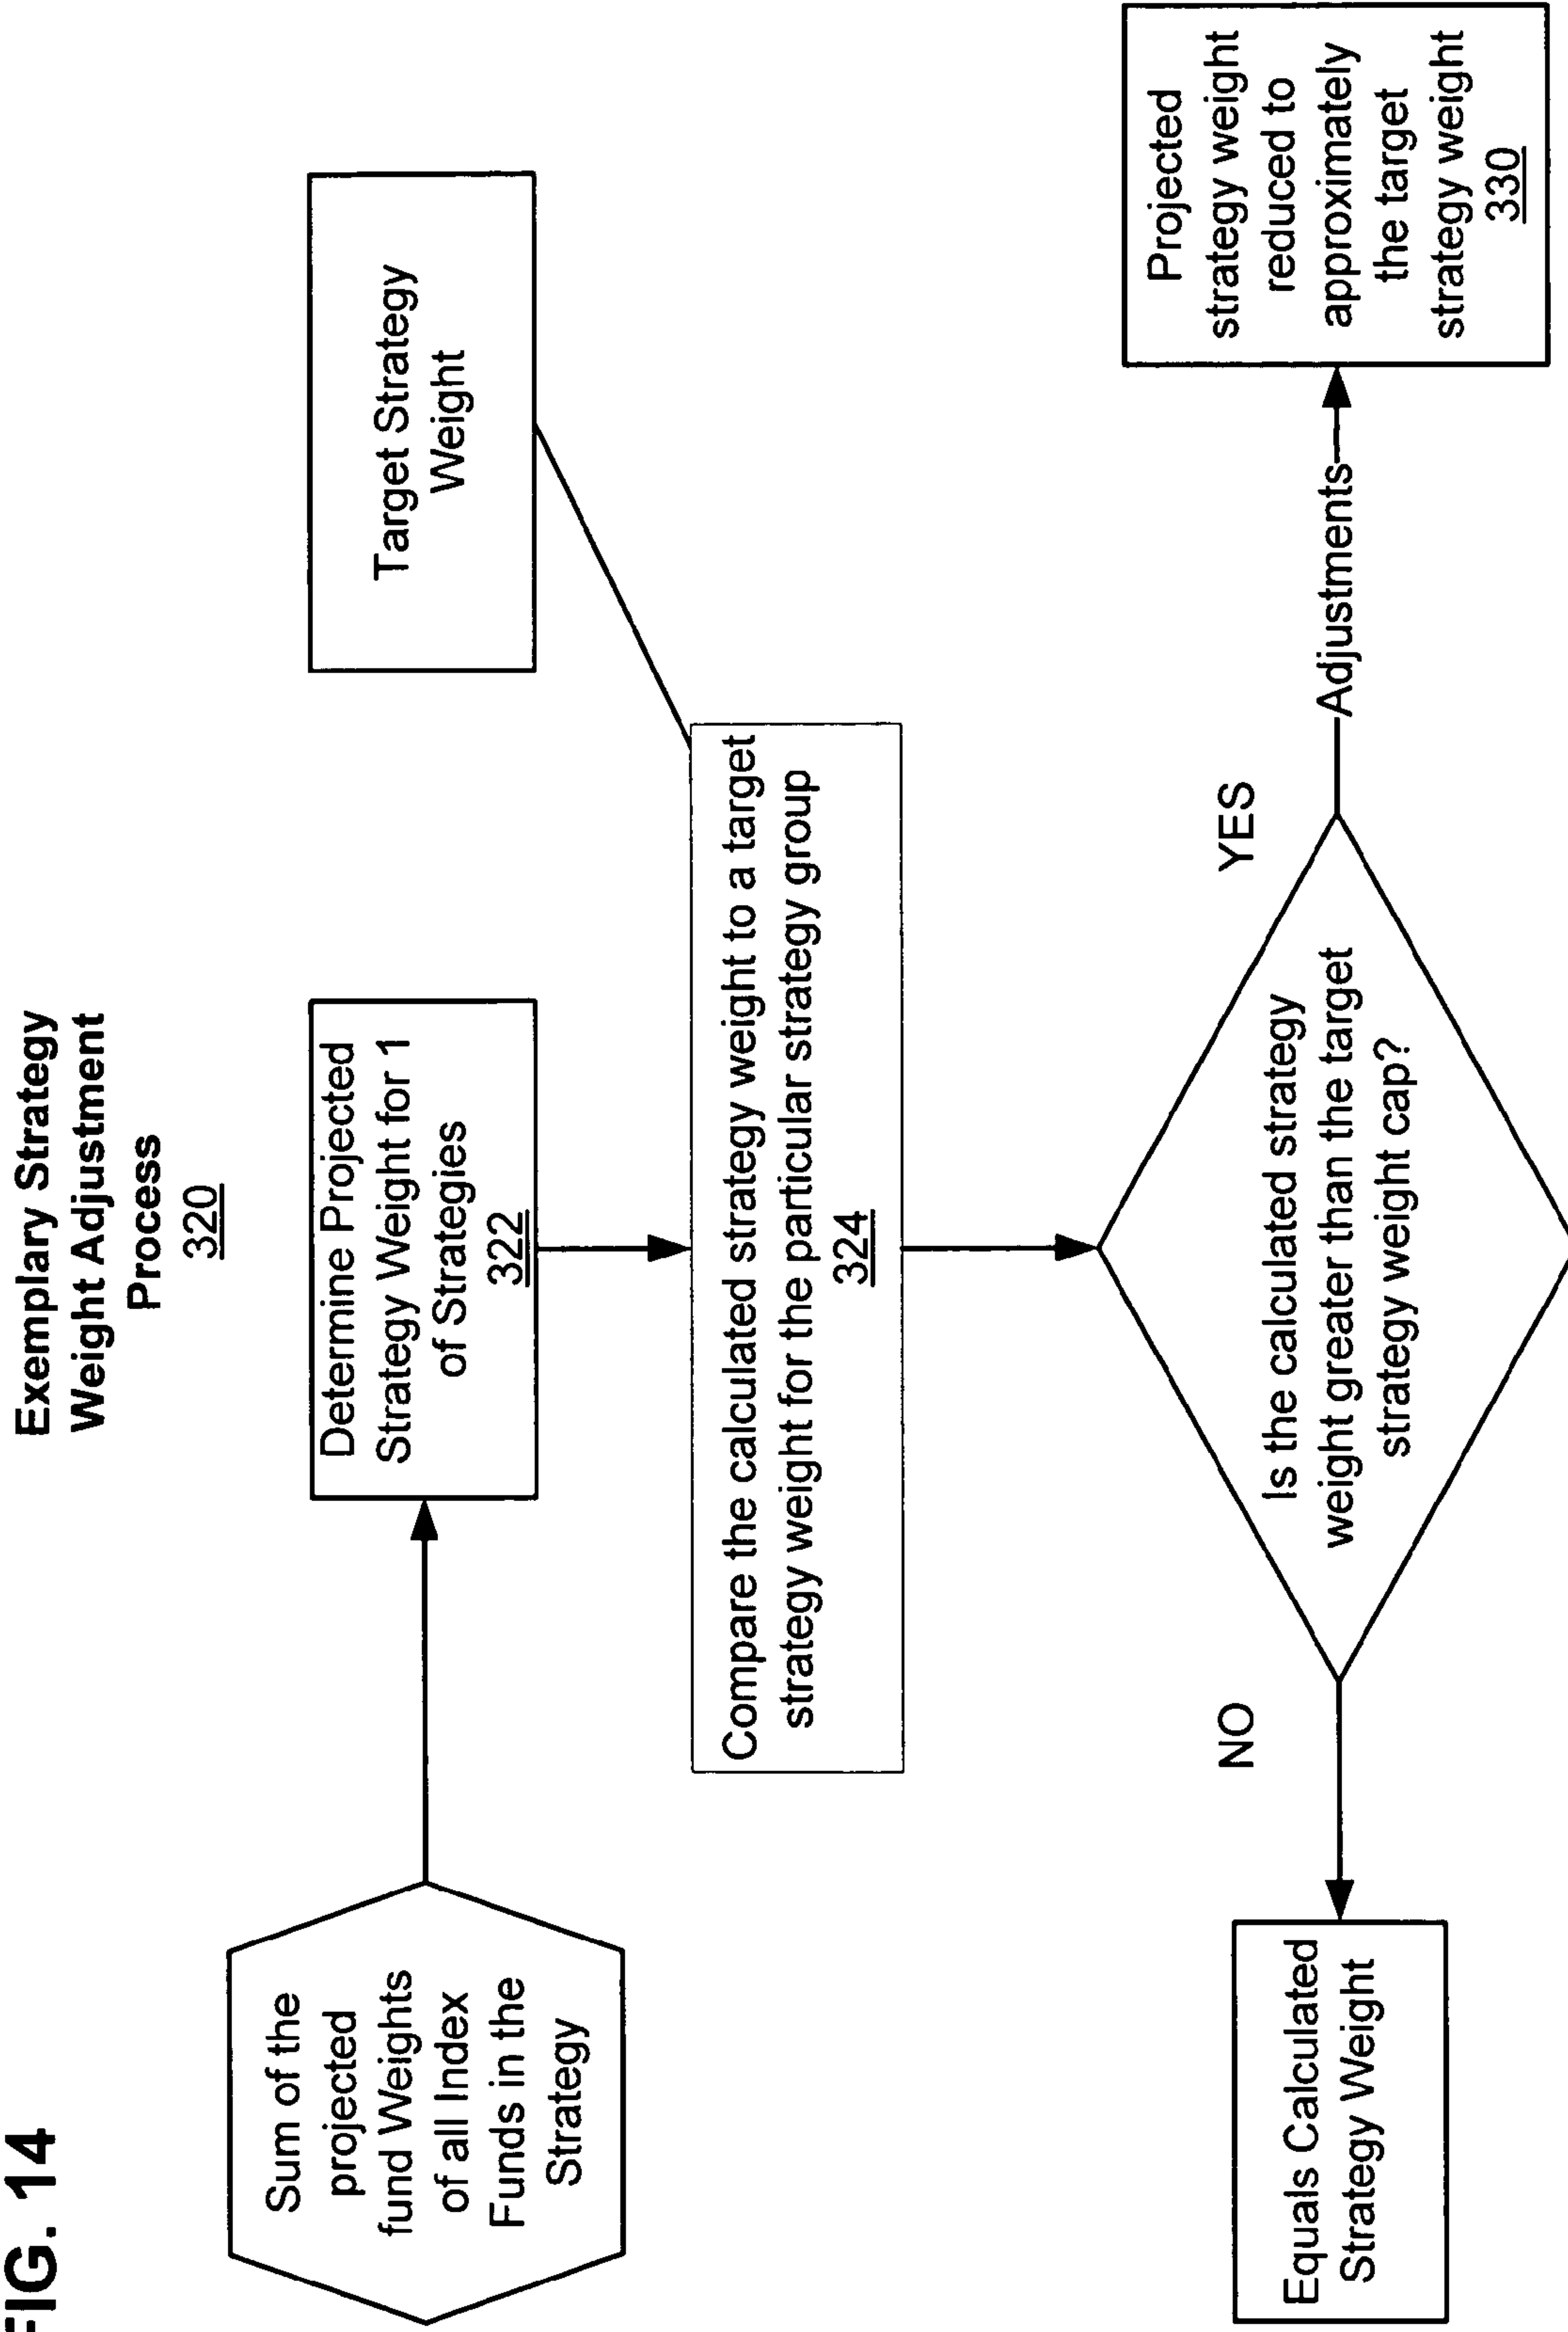 FIG. 14
Exemplary Strategy
Weight Adjustment
Process
320
Sum of the
projected
fund Weights
of all Index
Funds in the
Strategy
Determine Projected
Strategy Weight for 1
of Strategies
322
Target Strategy
Weight
Compare the calculated strategy weight to a target
strategy weight for the particular strategy group
324
Is the calculated strategy
weight greater than the target
strategy weight cap?
NO
YES
Equals Calculated
Strategy Weight
Adjustments
Projected
strategy weight
reduced to
approximately
the target
strategy weight
330